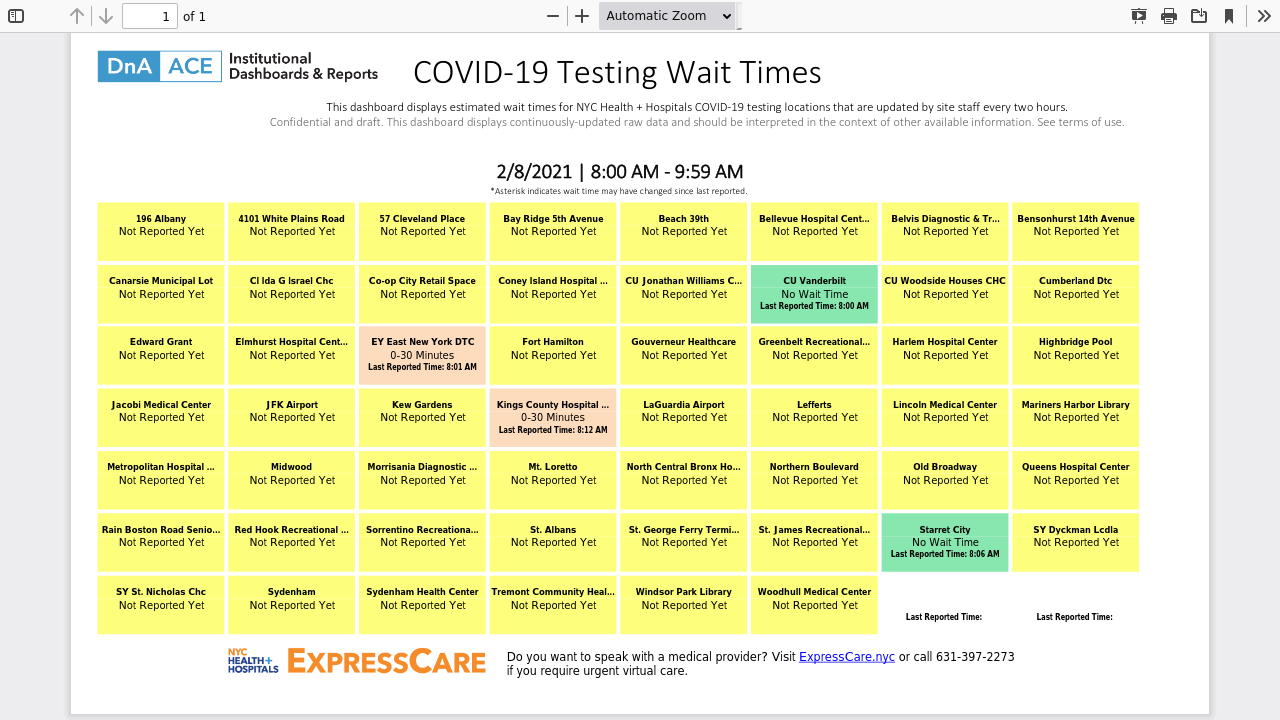 1 of 1 Automatic Zoom
DnA ACE Institutional
Dashboards & Reports
COVID-19 Testing Wait Times
This dashboard displays estimated wait times for NYC Health + Hospitals COVID-19 testing locations that are updated by site staff every two hours.
Confidential and draft. This dashboard displays continuously-updated raw data and should be interpreted in the context of other available information. See terms of use.
2/8/2021 | 8:00 AM - 9:59 AM
*Asterisk indicates wait time may have changed since last reported.
196 Albany
Not Reported Yet
4101 White Plains Road
Not Reported Yet
57 Cleveland Place
Not Reported Yet
Bay Ridge 5th Avenue
Not Reported Yet
Beach 39th
Not Reported Yet
Bellevue Hospital Cent...
Not Reported Yet
Belvis Diagnostic & Tr...
Not Reported Yet
Bensonhurst 14th Avenue
Not Reported Yet
Canarsie Municipal Lot
Not Reported Yet
CI Ida G Israel Chc
Not Reported Yet
Co-op City Retail Space
Not Reported Yet
Coney Island Hospital ...
Not Reported Yet
CU Jonathan Williams C...
Not Reported Yet
CU Vanderbilt
No Wait Time
Last Reported Time: 8:00 AM
CU Woodside Houses CHC
Not Reported Yet
Cumberland Dtc
Not Reported Yet
Edward Grant
Not Reported Yet
Elmhurst Hospital Cent...
Not Reported Yet
EY East New York DTC
0-30 Minutes
Last Reported Time: 8:01 AM
Fort Hamilton
Not Reported Yet
Gouverneur Healthcare
Not Reported Yet
Greenbelt Recreational...
Not Reported Yet
Harlem Hospital Center
Not Reported Yet
Highbridge Pool
Not Reported Yet
Jacobi Medical Center
Not Reported Yet
JFK Airport
Not Reported Yet
Kew Gardens
Not Reported Yet
Kings County Hospital ...
0-30 Minutes
Last Reported Time: 8:12 AM
LaGuardia Airport
Not Reported Yet
Lefferts
Not Reported Yet
Lincoln Medical Center
Not Reported Yet
Mariners Harbor Library
Not Reported Yet
Metropolitan Hospital ...
Not Reported Yet
Midwood
Not Reported Yet
Morrisania Diagnostic ...
Not Reported Yet
Mt. Loretto
Not Reported Yet
North Central Bronx Ho...
Not Reported Yet
Northern Boulevard
Not Reported Yet
Old Broadway
Not Reported Yet
Queens Hospital Center
Not Reported Yet
Rain Boston Road Senio...
Not Reported Yet
Red Hook Recreational ...
Not Reported Yet
Sorrentino Recreationa...
Not Reported Yet
St. Albans
Not Reported Yet
St. George Ferry Termi...
Not Reported Yet
St. James Recreational...
Not Reported Yet
Starret City
No Wait Time
Last Reported Time: 8:06 AM
SY Dyckman Lcdla
Not Reported Yet
SY St. Nicholas Chc
Not Reported Yet
Sydenham
Not Reported Yet
Sydenham Health Center
Not Reported Yet
Tremont Community Heal...
Not Reported Yet
Windsor Park Library
Not Reported Yet
Woodhull Medical Center
Not Reported Yet
Last Reported Time:
Last Reported Time:
NYC
HEALTH+
HOSPITALS
EXPRESSCARE
Do you want to speak with a medical provider? Visit ExpressCare.nyc or call 631-397-2273
if you require urgent virtual care.